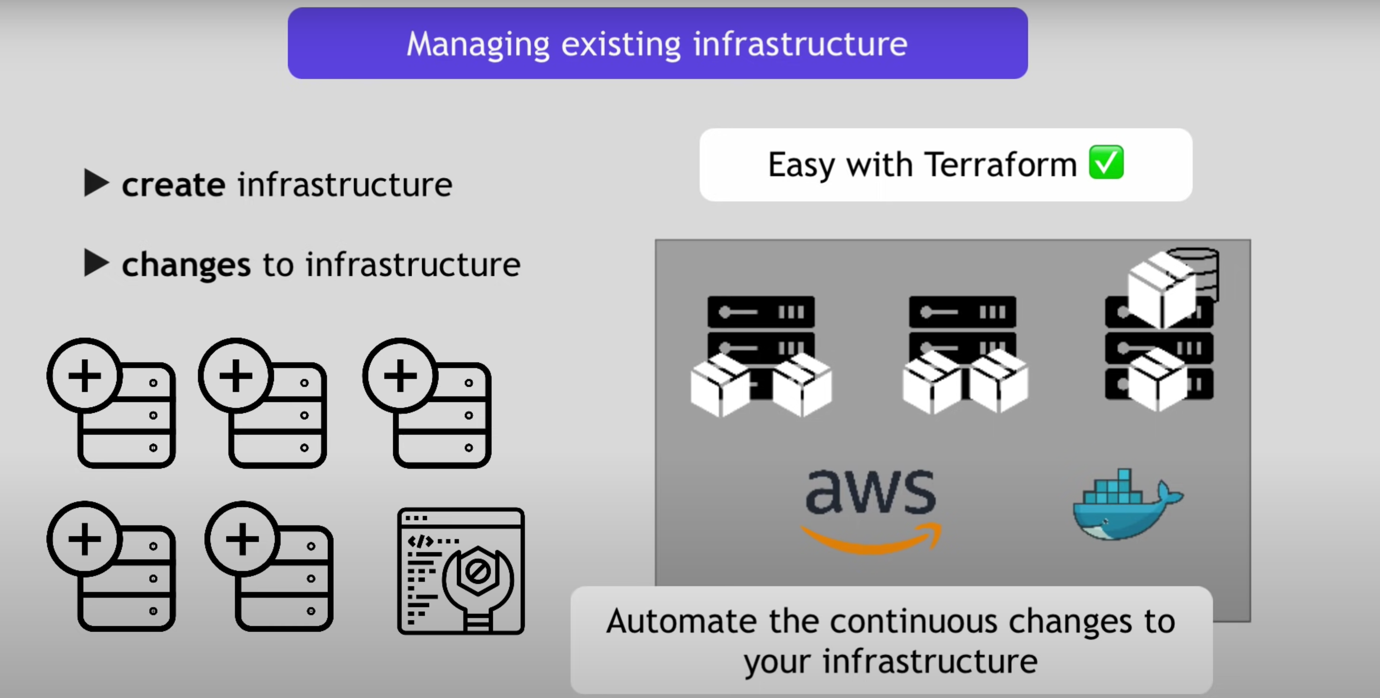 Managing existing infrastructure
create infrastructure
changes to infrastructure
Easy with Terraform
aws
Automate the continuous changes to
your infrastructure